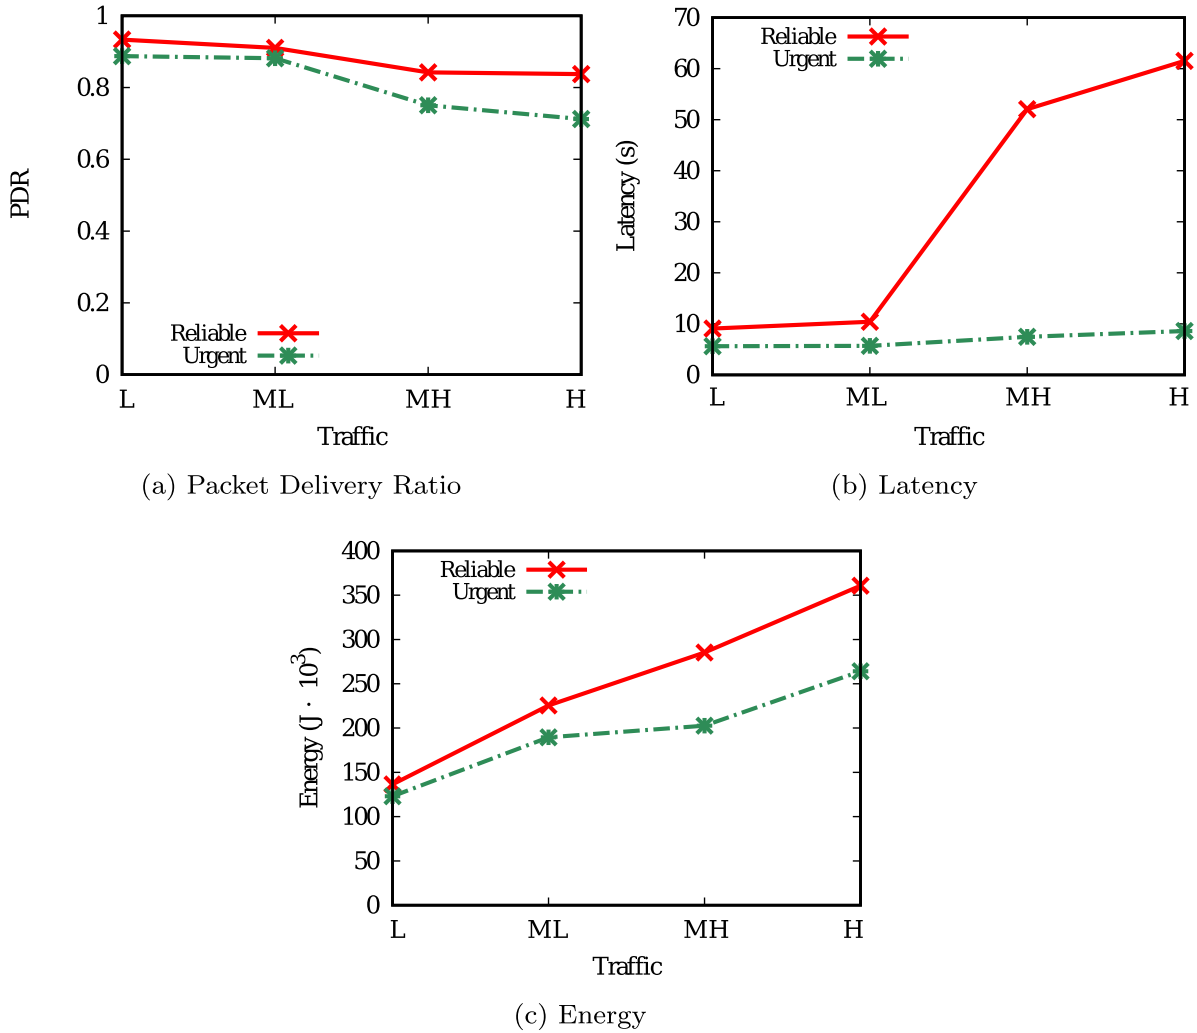 1
0.8
0.6
0.4
0.2
0
PDR
Reliable
Urgent
L ML MH H
Traffic
(a) Packet Delivery Ratio
70
60
50
40
30
20
10
0
Latency (s)
Reliable
Urgent
L ML MH H
Traffic
(b) Latency
400
350
300
250
200
150
100
50
0
Energy (J · 10³)
Reliable
Urgent
L ML MH H
Traffic
(c) Energy